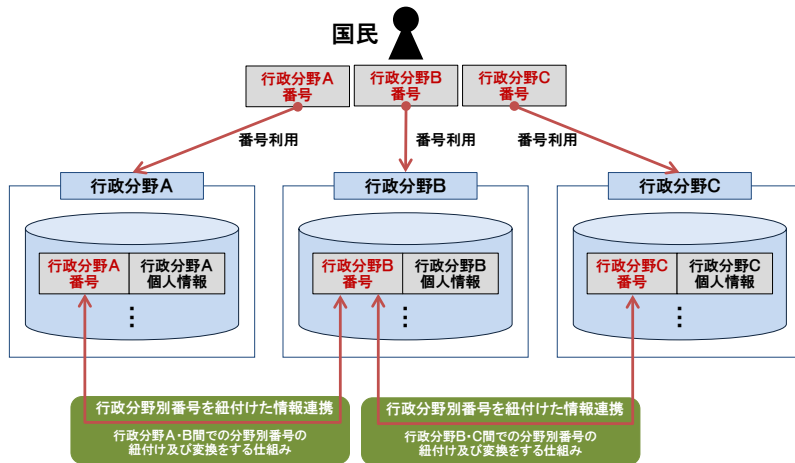 国民
行政分野A
番号
行政分野B
番号
行政分野C
番号
番号利用
番号利用
番号利用
行政分野A
行政分野B
行政分野C
行政分野A
番号
行政分野A
個人情報
行政分野B
番号
行政分野B
個人情報
行政分野C
番号
行政分野C
個人情報
⋮
⋮
⋮
行政分野別番号を紐付けた情報連携
行政分野A・B間での分野別番号の
紐付け及び変換をする仕組み
行政分野別番号を紐付けた情報連携
行政分野B・C間での分野別番号の
紐付け及び変換をする仕組み